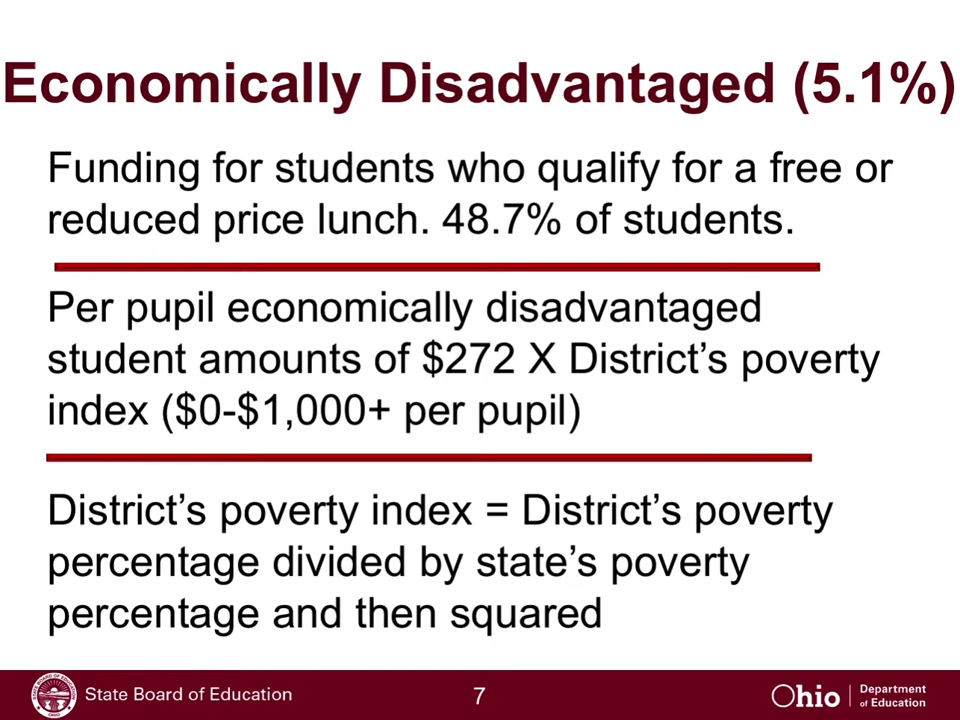 Economically Disadvantaged (5.1%)
Funding for students who qualify for a free or
reduced price lunch. 48.7% of students.
Per pupil economically disadvantaged
student amounts of $272 X District’s poverty
index ($0-$1,000+ per pupil)
District’s poverty index = District’s poverty
percentage divided by state’s poverty
percentage and then squared
State Board of Education
7
Ohio
Department
of Education